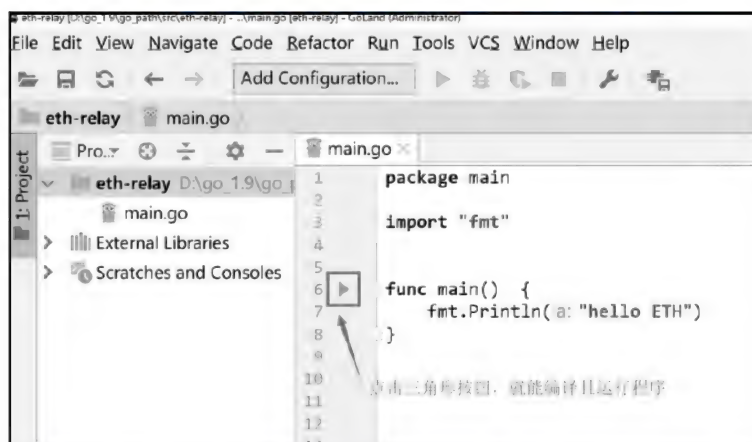 eth-relay [D:\go_1.9\go_path\src\eth-relay] - ...\main.go [eth-relay] - GoLand (Administrator)
File Edit View Navigate Code Refactor Run Tools VCS Window Help
Add Configuration...
eth-relay main.go
Pro... main.go
1: Project
eth-relay D:\go_1.9\go_p
main.go
External Libraries
Scratches and Consoles
1 package main
2
3 import "fmt"
4
5
6 func main() {
7 fmt.Println( a: "hello ETH")
8 }
9
10 点击三角形按钮,就能编译且运行程序
11
12